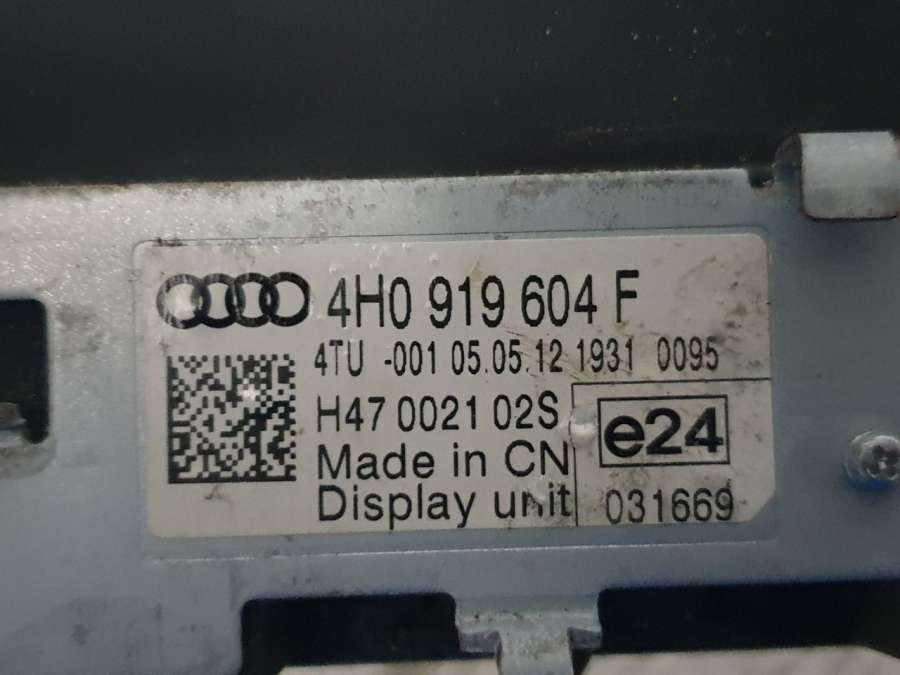 4H0 919 604 F
4TU -001 05.05.12 1931 0095
H47 0021 02S
e24
Made in CN
Display unit
031669